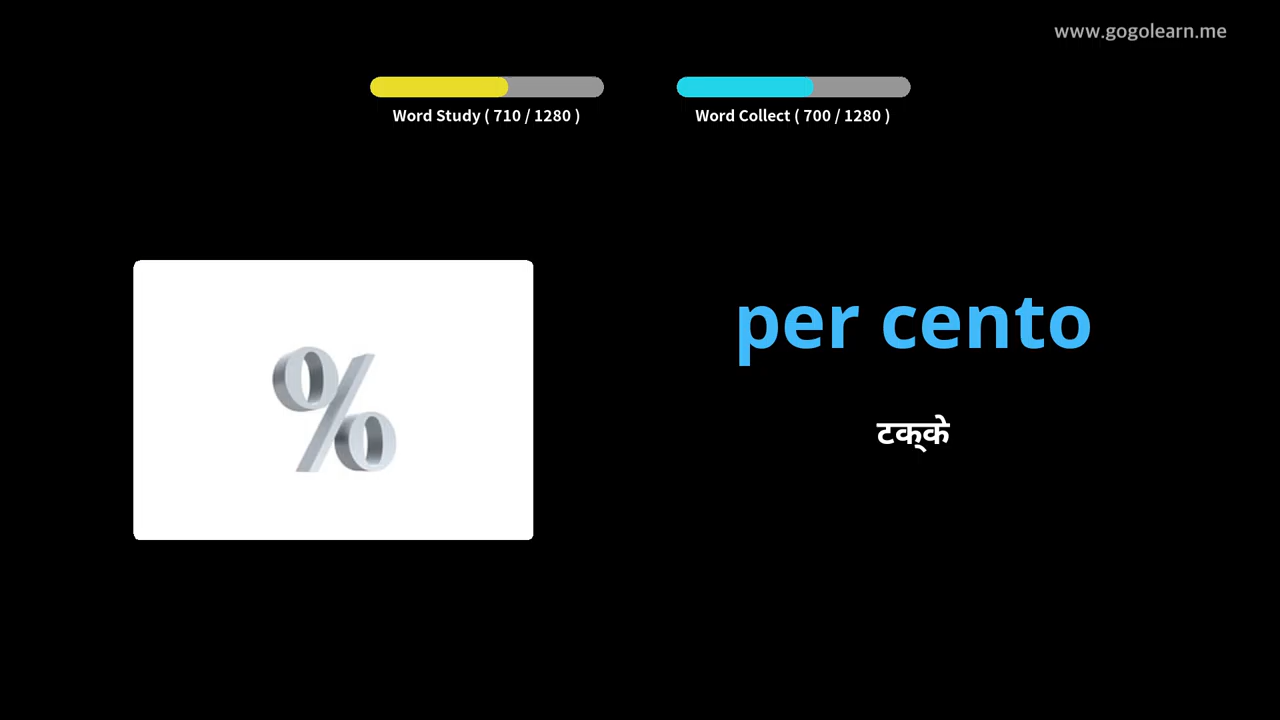 www.gogolearn.me
Word Study ( 710 / 1280 )
Word Collect ( 700 / 1280 )
%
per cento
टक्के